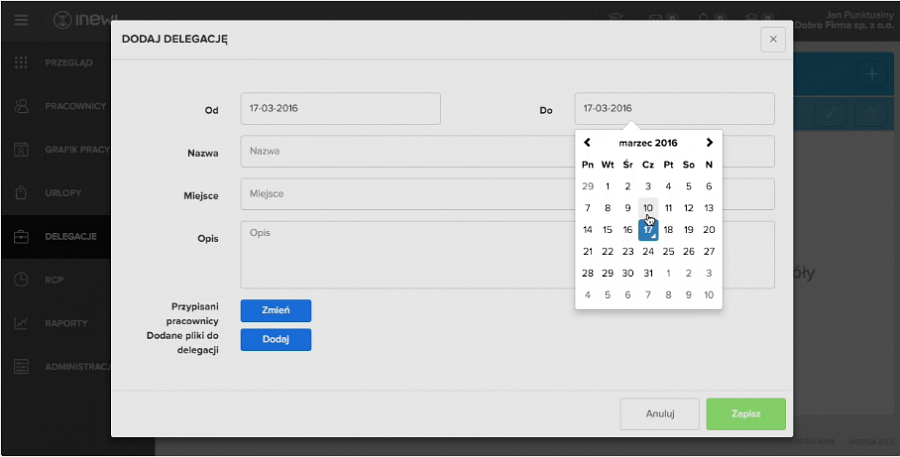 inewi
Jan Punktualny
Dobra Firma sp. z o.o.
DODAJ DELEGACJĘ
×
PRZEGLĄD
PRACOWNICY
GRAFIK PRACY
URLOPY
DELEGACJE
RCP
RAPORTY
ADMINISTRAC
Od
17-03-2016
Do
17-03-2016
Nazwa
Nazwa
Miejsce
Miejsce
Opis
Opis
marzec 2016
Pn Wt Śr Cz Pt So N
29 1 2 3 4 5 6
7 8 9 10 11 12 13
14 15 16 17 18 19 20
21 22 23 24 25 26 27
28 29 30 31 1 2 3
4 5 6 7 8 9 10
Przypisani
pracownicy
Zmień
Dodane pliki do
delegacji
Dodaj
óły
Anuluj
Zapisz
REGULAMIN